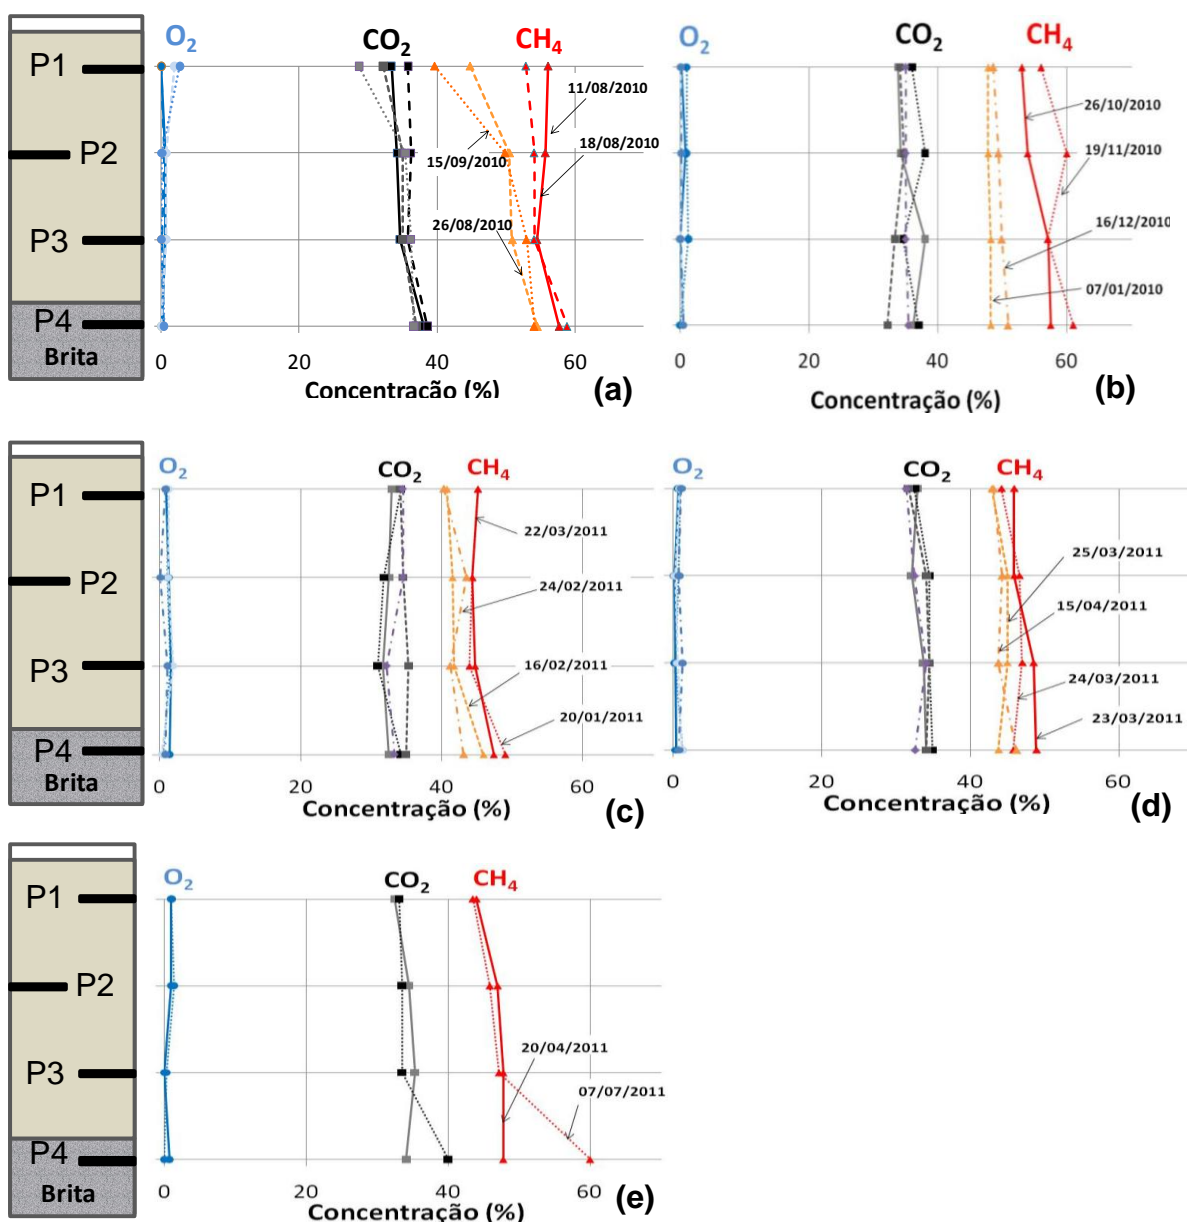 O2
CO2
CH4
P1
P2
P3
P4
Brita
11/08/2010
18/08/2010
15/09/2010
26/08/2010
0
20
40
60
Concentração (%)
(a)
O2
CO2
CH4
26/10/2010
19/11/2010
16/12/2010
07/01/2010
0
20
40
60
Concentração (%)
(b)
O2
CO2
CH4
P1
P2
P3
P4
Brita
22/03/2011
24/02/2011
16/02/2011
20/01/2011
0
20
40
60
Concentração (%)
(c)
O2
CO2
CH4
25/03/2011
15/04/2011
24/03/2011
23/03/2011
0
20
40
60
Concentração (%)
(d)
O2
CO2
CH4
P1
P2
P3
P4
Brita
20/04/2011
07/07/2011
0
20
40
60
Concentração (%)
(e)